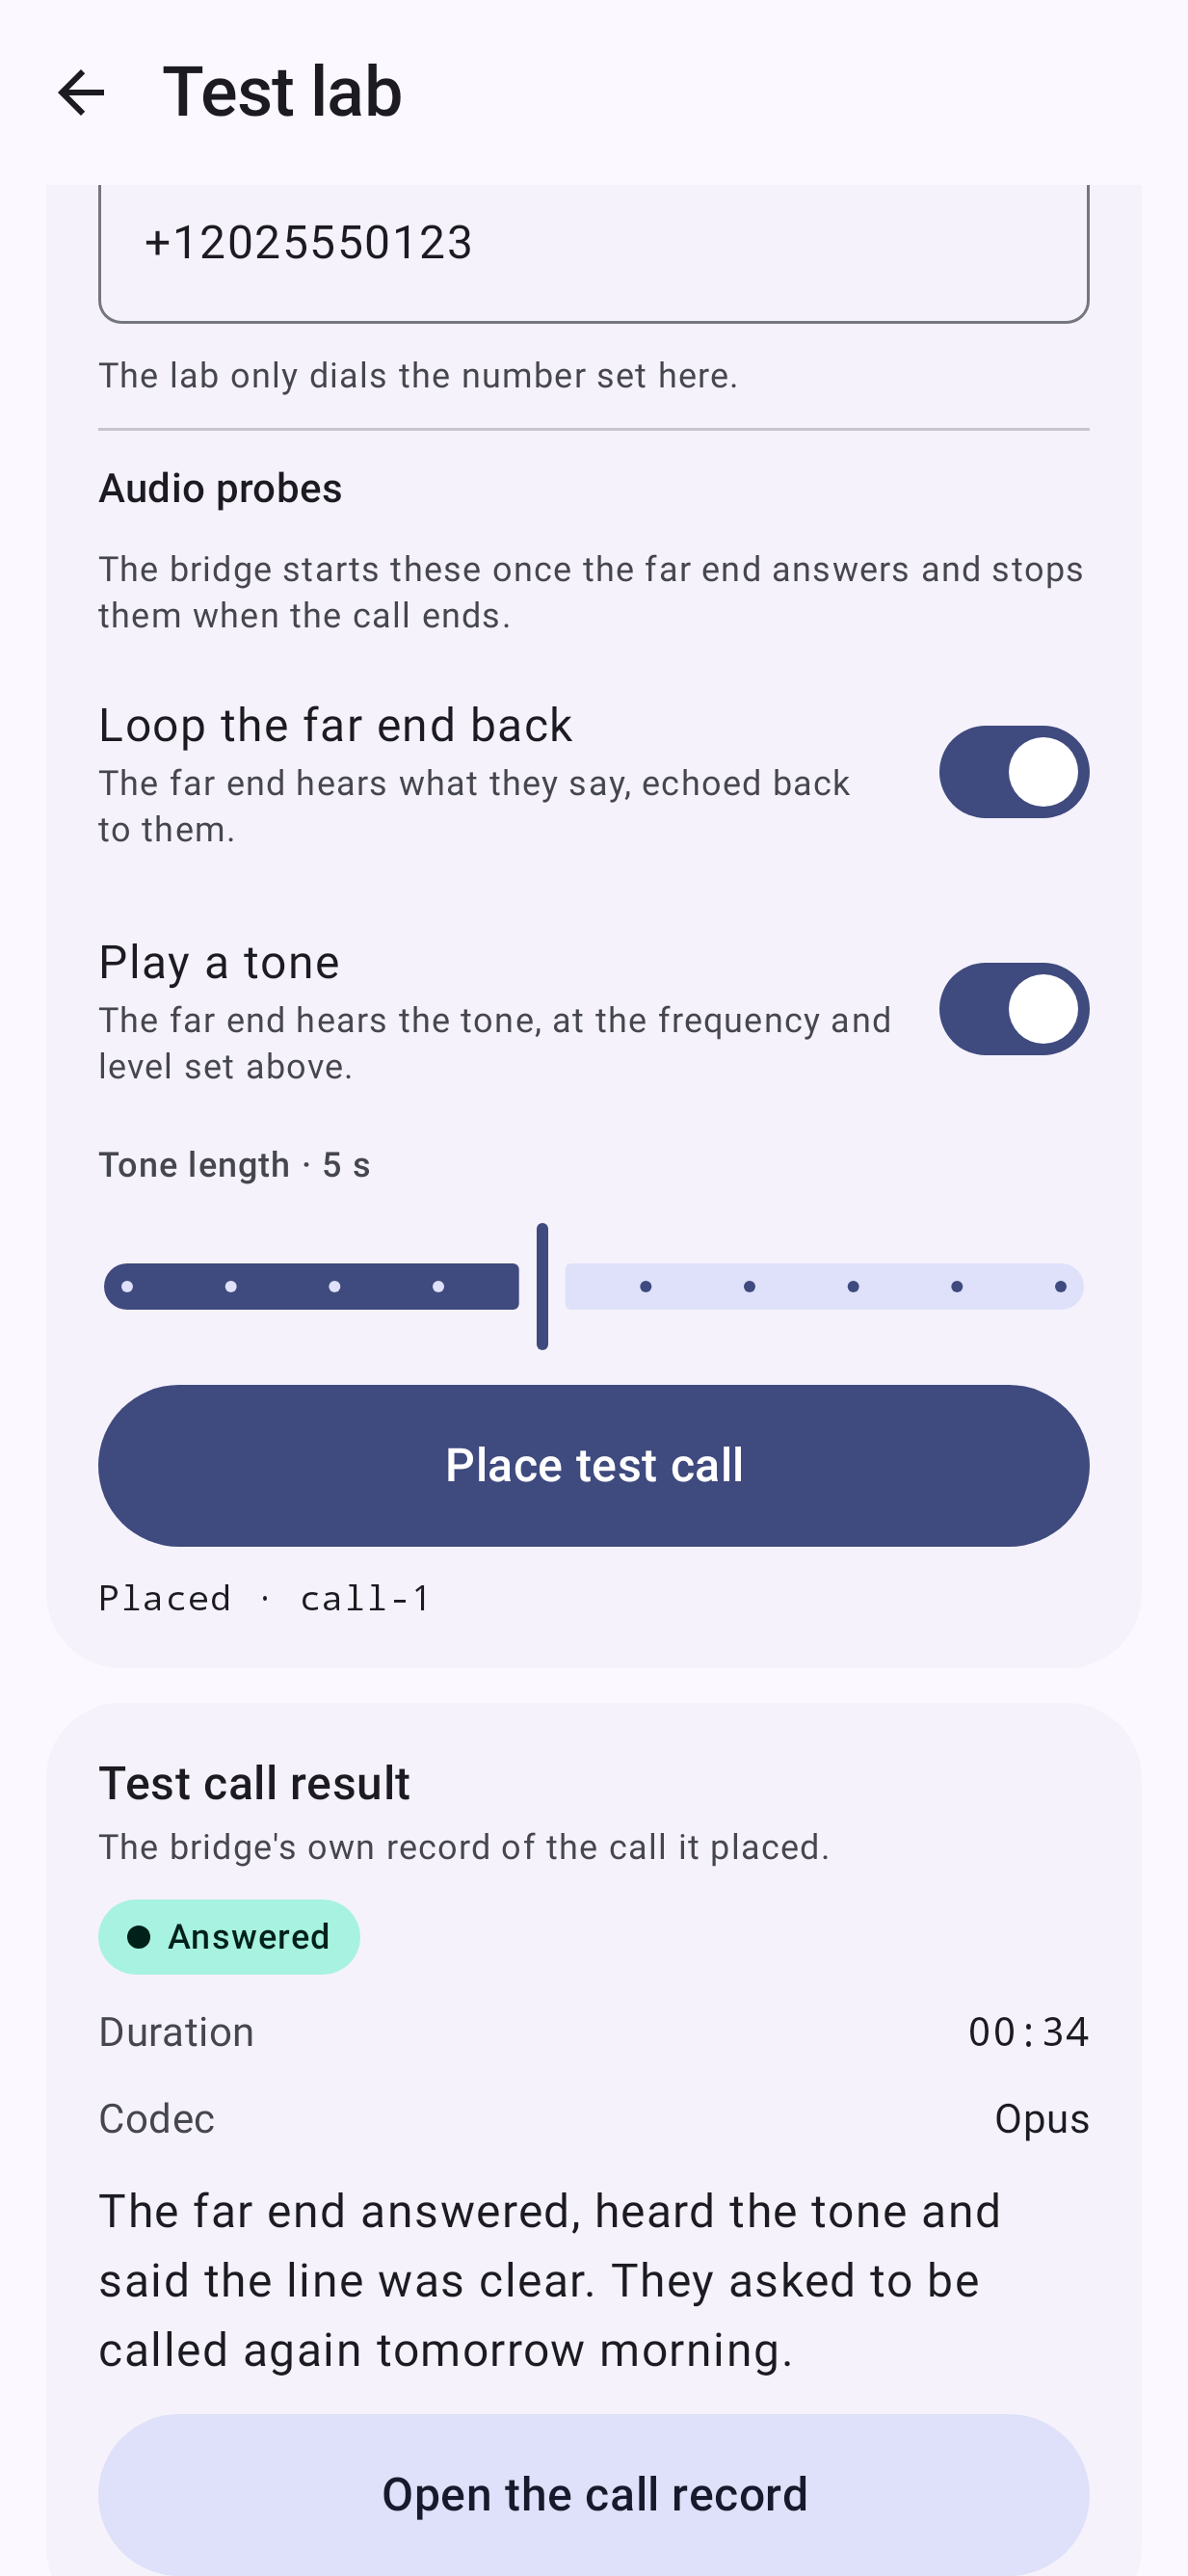 Test lab
+12025550123
The lab only dials the number set here.
Audio probes
The bridge starts these once the far end answers and stops
them when the call ends.
Loop the far end back
The far end hears what they say, echoed back
to them.
Play a tone
The far end hears the tone, at the frequency and
level set above.
Tone length · 5 s
Place test call
Placed · call-1
Test call result
The bridge's own record of the call it placed.
Answered
Duration 00:34
Codec Opus
The far end answered, heard the tone and
said the line was clear. They asked to be
called again tomorrow morning.
Open the call record